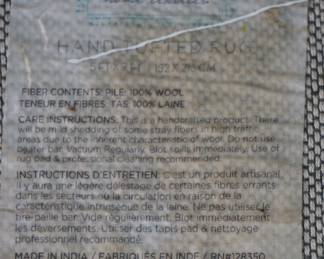 HAND TUFTED RUG
FIBER CONTENTS: PILE: 100% WOOL
TENEUR EN FIBRES: TAS: 100% LAINE
CARE INSTRUCTIONS: This is a handcrafted product. There
will be mild shedding of some stray fibers in high traffic
areas due to the inherent characteristic of wool. Do not use
beater bar. Vacuum Regularly. Blot spills immediately. Use of
rug pad & professional cleaning recommended.
INSTRUCTIONS D'ENTRETIEN: C'est un produit artisanal.
Il y aura une légère délestage de certaines fibres errants
dans les secteurs où la circulation en raison de la
caractéristique intrinsèque de la laine. Ne pas utilisez le
tire paille bar. Vide régulièrement. Blot immédiatement
les déversements. Utiliser des tapis pad & nettoyage
professionnel recommandé.
MADE IN INDIA / FABRIQUÉS EN INDE / RN#128350